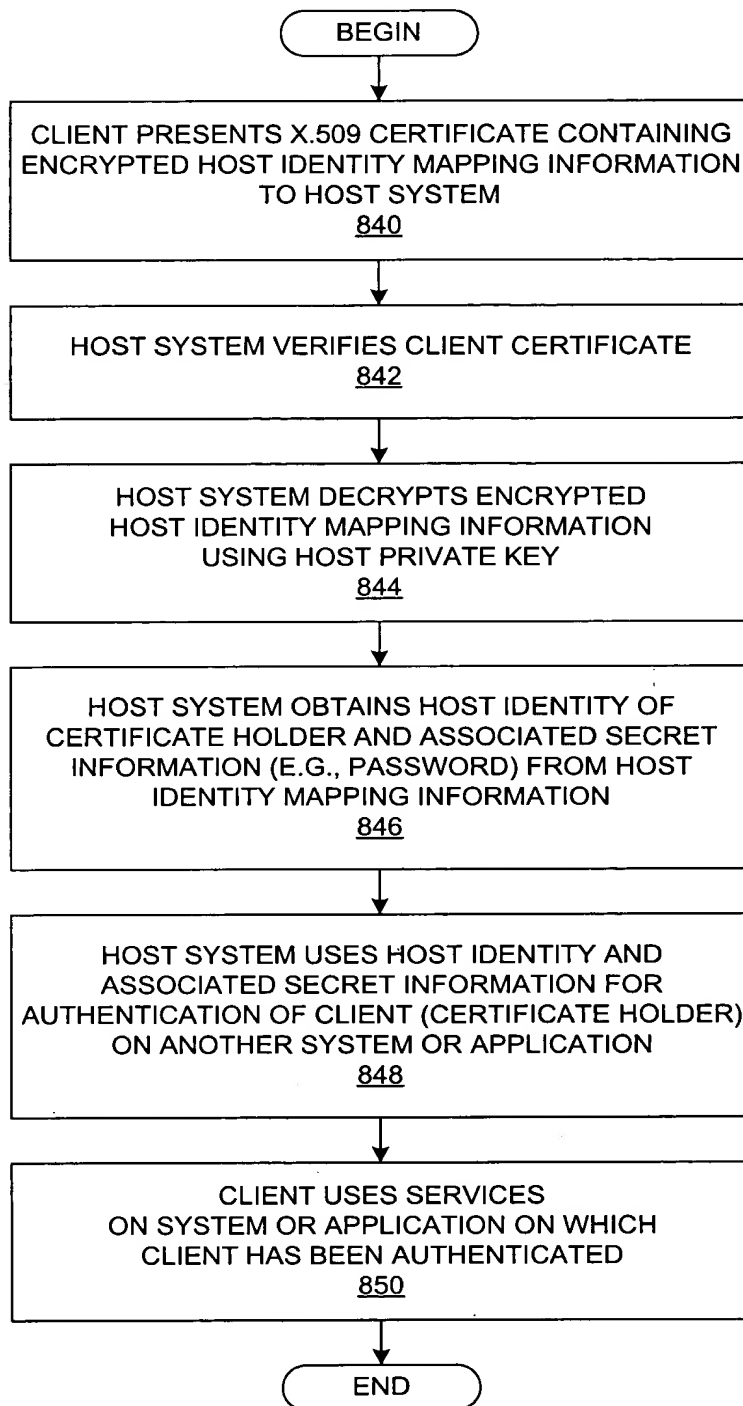 BEGIN
CLIENT PRESENTS X.509 CERTIFICATE CONTAINING
ENCRYPTED HOST IDENTITY MAPPING INFORMATION
TO HOST SYSTEM
840
HOST SYSTEM VERIFIES CLIENT CERTIFICATE
842
HOST SYSTEM DECRYPTS ENCRYPTED
HOST IDENTITY MAPPING INFORMATION
USING HOST PRIVATE KEY
844
HOST SYSTEM OBTAINS HOST IDENTITY OF
CERTIFICATE HOLDER AND ASSOCIATED SECRET
INFORMATION (E.G., PASSWORD) FROM HOST
IDENTITY MAPPING INFORMATION
846
HOST SYSTEM USES HOST IDENTITY AND
ASSOCIATED SECRET INFORMATION FOR
AUTHENTICATION OF CLIENT (CERTIFICATE HOLDER)
ON ANOTHER SYSTEM OR APPLICATION
848
CLIENT USES SERVICES
ON SYSTEM OR APPLICATION ON WHICH
CLIENT HAS BEEN AUTHENTICATED
850
END